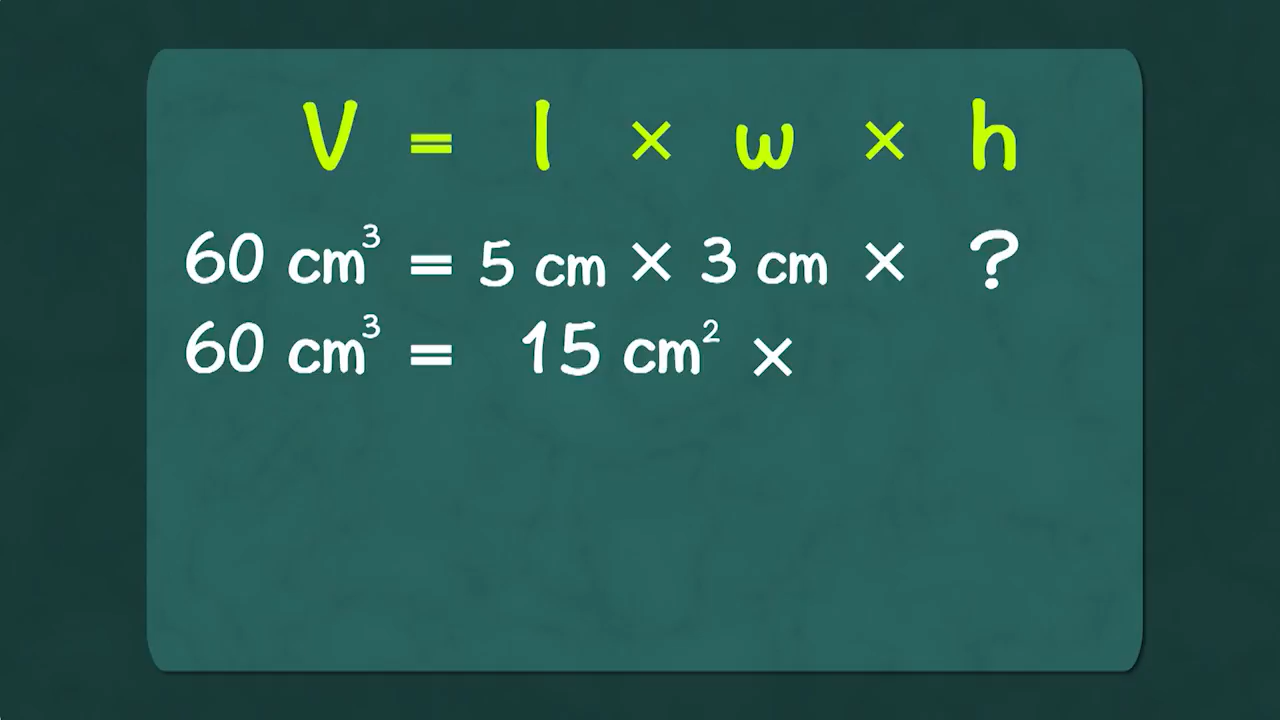 V = l × w × h
60 cm³ = 5 cm × 3 cm × ?
60 cm³ = 15 cm² ×